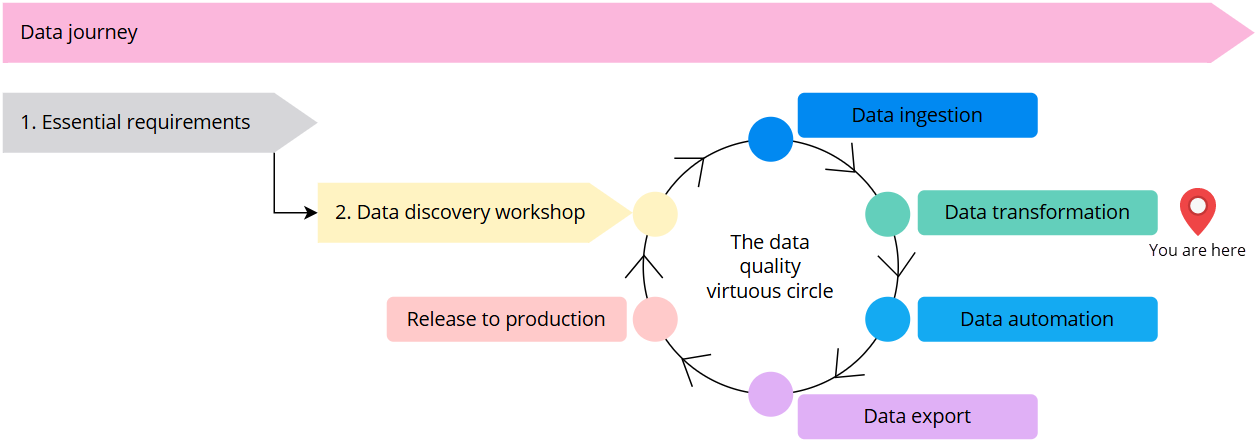 Data journey
1. Essential requirements
Data ingestion
2. Data discovery workshop
Data transformation
You are here
The data
quality
virtuous circle
Release to production
Data automation
Data export